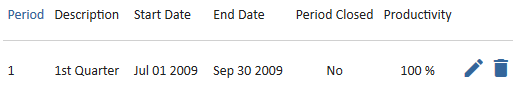 Period Description Start Date End Date Period Closed Productivity
1 1st Quarter Jul 01 2009 Sep 30 2009 No 100 %